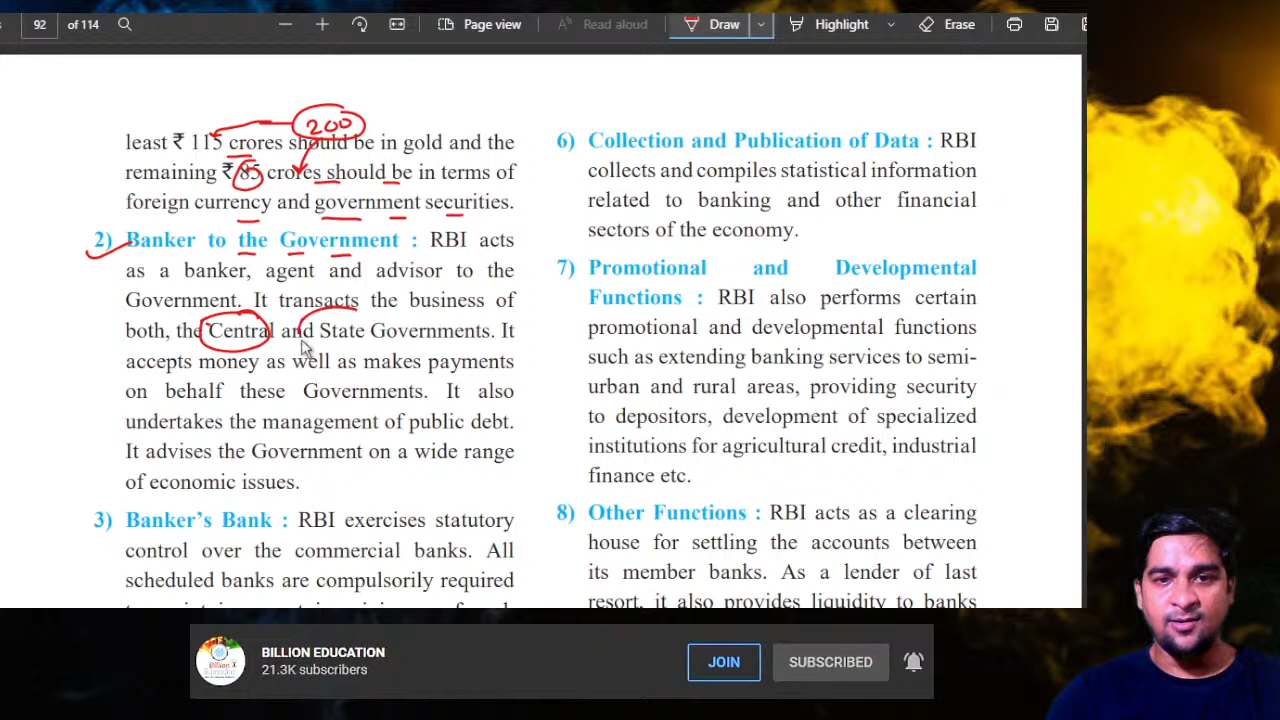 92 of 114
Page view
Read aloud
Draw
Highlight
Erase
200
least ₹ 115 crores should be in gold and the
remaining ₹ 85 crores should be in terms of
foreign currency and government securities.
2) Banker to the Government : RBI acts
as a banker, agent and advisor to the
Government. It transacts the business of
both, the Central and State Governments. It
accepts money as well as makes payments
on behalf these Governments. It also
undertakes the management of public debt.
It advises the Government on a wide range
of economic issues.
3) Banker's Bank : RBI exercises statutory
control over the commercial banks. All
scheduled banks are compulsorily required
6) Collection and Publication of Data : RBI
collects and compiles statistical information
related to banking and other financial
sectors of the economy.
7) Promotional and Developmental
Functions : RBI also performs certain
promotional and developmental functions
such as extending banking services to semi-
urban and rural areas, providing security
to depositors, development of specialized
institutions for agricultural credit, industrial
finance etc.
8) Other Functions : RBI acts as a clearing
house for settling the accounts between
its member banks. As a lender of last
resort, it also provides liquidity to banks
BILLION EDUCATION
21.3K subscribers
JOIN
SUBSCRIBED